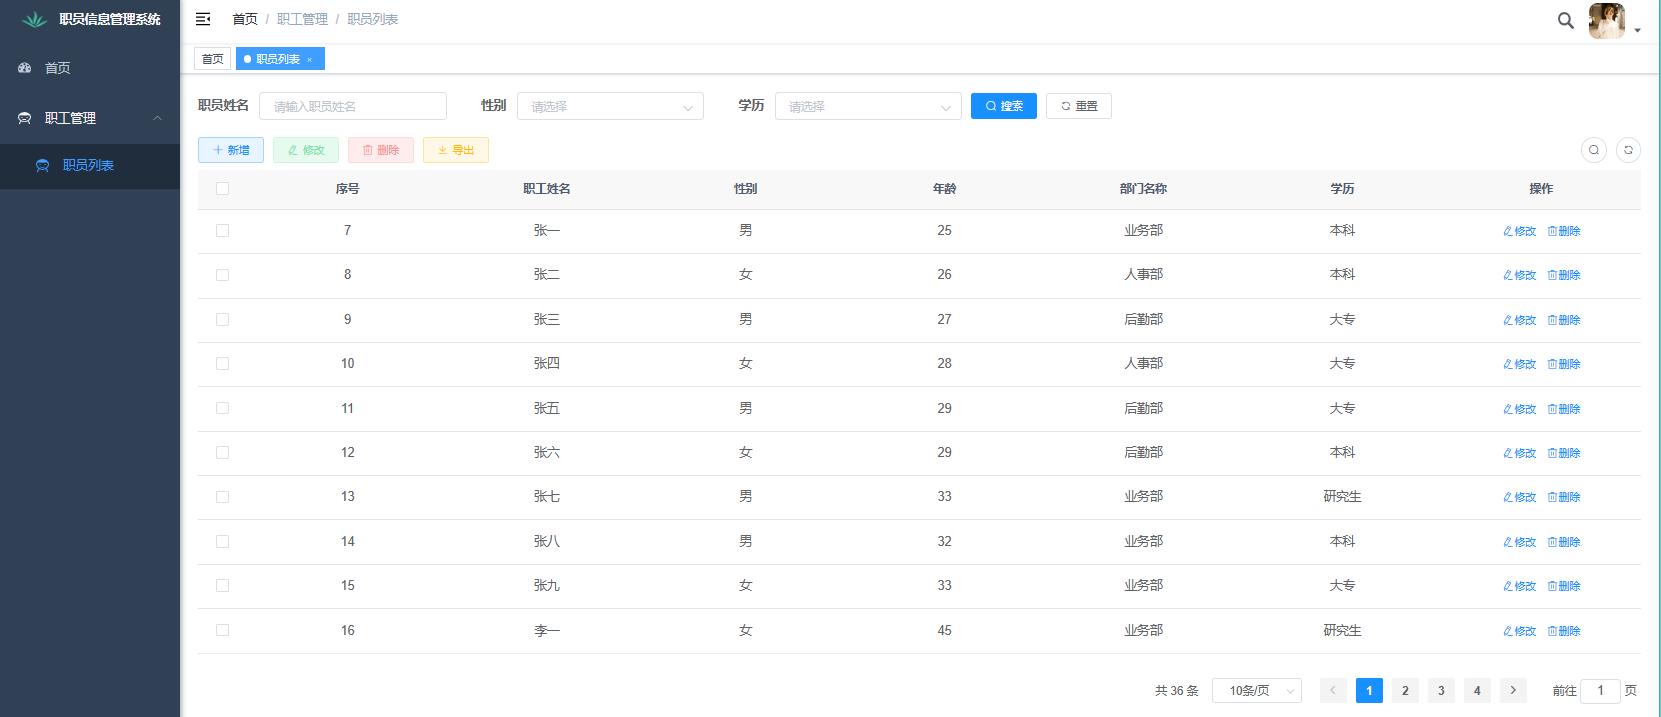 职员信息管理系统
首页
职工管理
职员列表
首页 / 职工管理 / 职员列表
首页 职员列表 ×
职员姓名 请输入职员姓名 性别 请选择 学历 请选择 搜索 重置
新增 修改 删除 导出
序号 职工姓名 性别 年龄 部门名称 学历 操作
7 张一 男 25 业务部 本科 修改 删除
8 张二 女 26 人事部 本科 修改 删除
9 张三 男 27 后勤部 大专 修改 删除
10 张四 女 28 人事部 大专 修改 删除
11 张五 男 29 后勤部 大专 修改 删除
12 张六 女 29 后勤部 本科 修改 删除
13 张七 男 33 业务部 研究生 修改 删除
14 张八 男 32 业务部 本科 修改 删除
15 张九 女 33 业务部 大专 修改 删除
16 李一 女 45 业务部 研究生 修改 删除
共 36 条 10条/页 1 2 3 4 前往 1 页